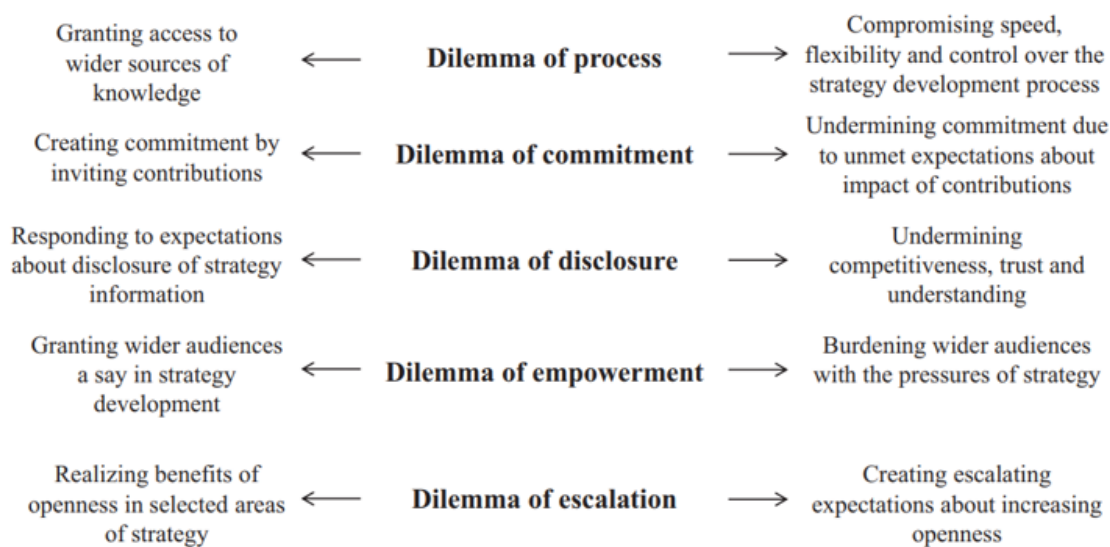 Granting access to
wider sources of
knowledge
Dilemma of process
Compromising speed,
flexibility and control over the
strategy development process
Creating commitment by
inviting contributions
Dilemma of commitment
Undermining commitment due
to unmet expectations about
impact of contributions
Responding to expectations
about disclosure of strategy
information
Dilemma of disclosure
Undermining
competitiveness, trust and
understanding
Granting wider audiences
a say in strategy
development
Dilemma of empowerment
Burdening wider audiences
with the pressures of strategy
Realizing benefits of
openness in selected areas
of strategy
Dilemma of escalation
Creating escalating
expectations about increasing
openness